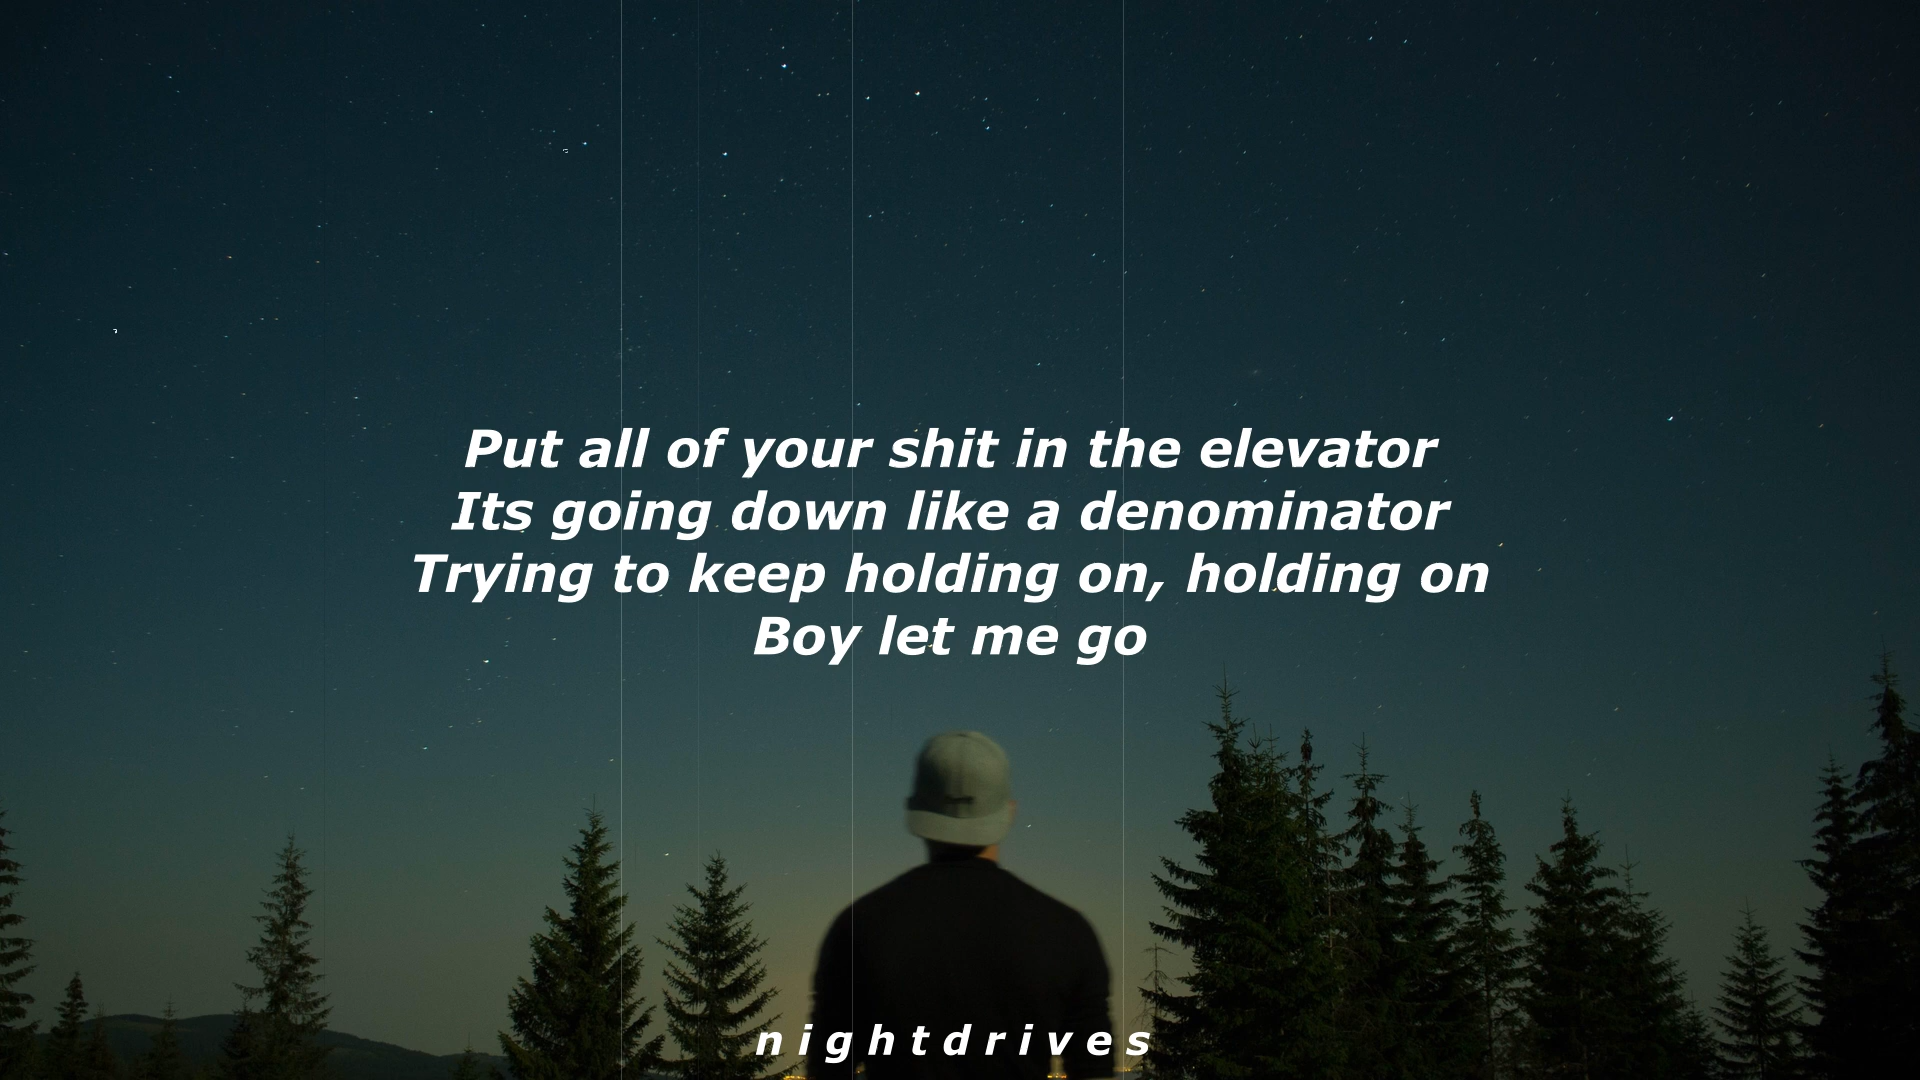 Put all of your shit in the elevator
Its going down like a denominator
Trying to keep holding on, holding on
Boy let me go
nightdrives